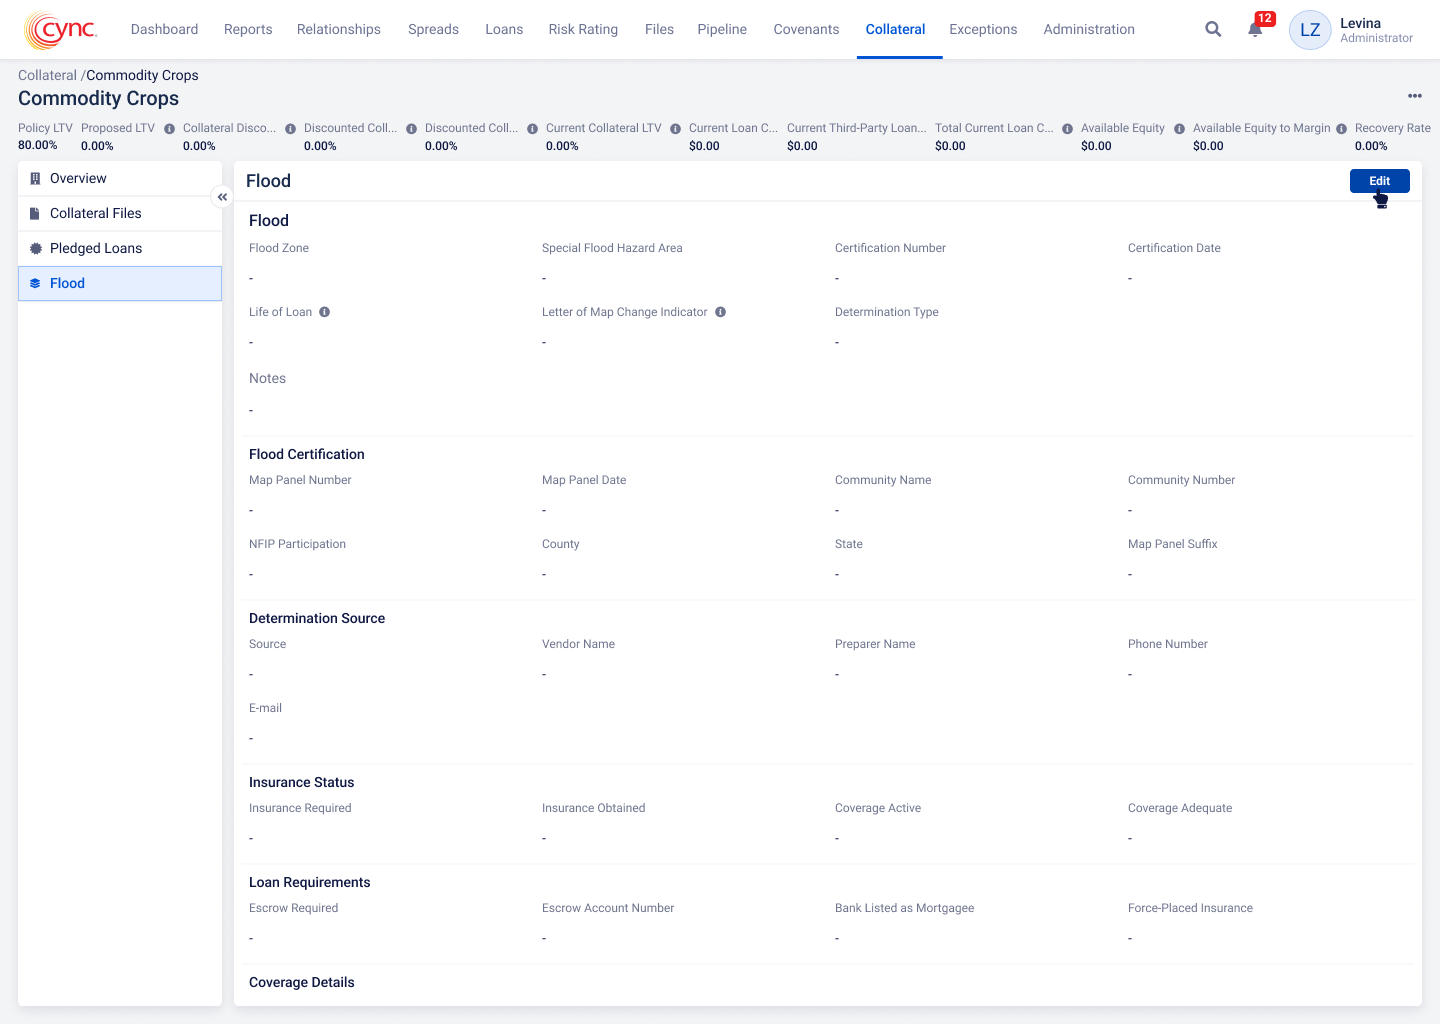 cync Dashboard Reports Relationships Spreads Loans Risk Rating Files Pipeline Covenants Collateral Exceptions Administration 12 LZ Levina
Administrator
Collateral /Commodity Crops
Commodity Crops
Policy LTV Proposed LTV Collateral Disco... Discounted Coll... Discounted Coll... Current Collateral LTV Current Loan C... Current Third-Party Loan... Total Current Loan C... Available Equity Available Equity to Margin Recovery Rate
80.00% 0.00% 0.00% 0.00% 0.00% 0.00% $0.00 $0.00 $0.00 $0.00 $0.00 0.00%
Overview
Collateral Files
Pledged Loans
Flood
Flood Edit
Flood
Flood Zone Special Flood Hazard Area Certification Number Certification Date
- - - -
Life of Loan Letter of Map Change Indicator Determination Type
- - -
Notes
-
Flood Certification
Map Panel Number Map Panel Date Community Name Community Number
- - - -
NFIP Participation County State Map Panel Suffix
- - - -
Determination Source
Source Vendor Name Preparer Name Phone Number
- - - -
E-mail
-
Insurance Status
Insurance Required Insurance Obtained Coverage Active Coverage Adequate
- - - -
Loan Requirements
Escrow Required Escrow Account Number Bank Listed as Mortgagee Force-Placed Insurance
- - - -
Coverage Details